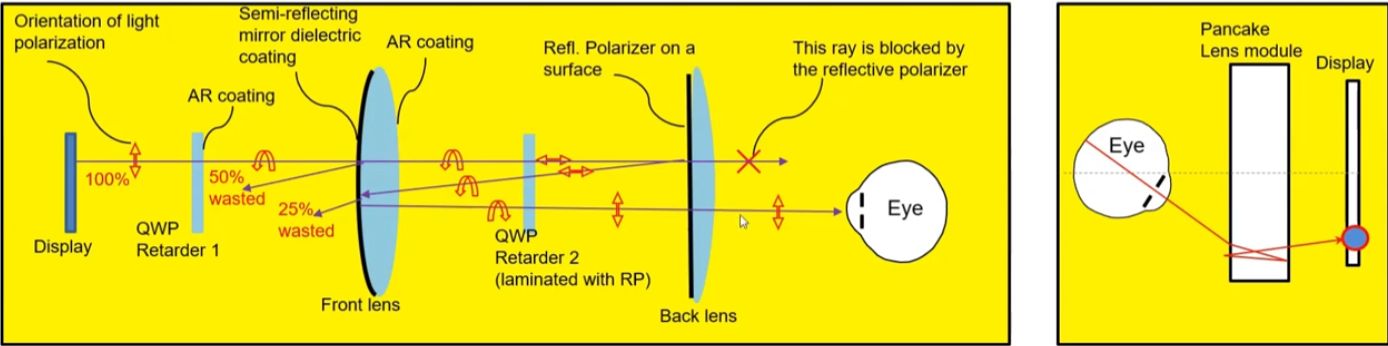 Orientation of light
polarization
Semi-reflecting
mirror dielectric
coating
AR coating
AR coating
Refl. Polarizer on a
surface
This ray is blocked by
the reflective polarizer
100%
50%
wasted
25%
wasted
Display
QWP
Retarder 1
Front lens
QWP
Retarder 2
(laminated with RP)
Back lens
Eye
Pancake
Lens module
Display
Eye